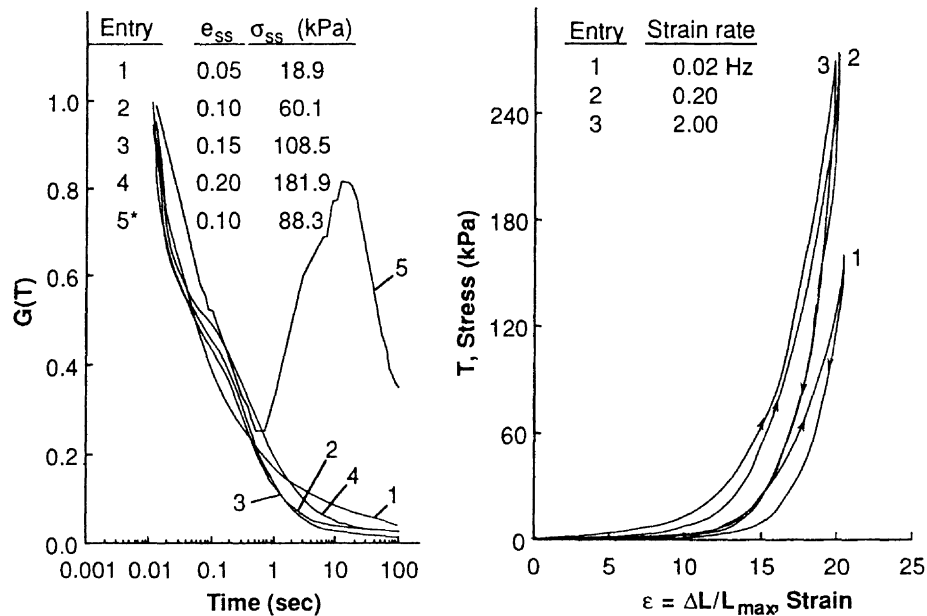 Entry e_ss σ_ss (kPa)
1 0.05 18.9
2 0.10 60.1
3 0.15 108.5
4 0.20 181.9
5* 0.10 88.3
1.0
0.8
0.6
0.4
0.2
0.0
G(T)
5
2
4
1
3
0.001 0.01 0.1 1 10 100
Time (sec)
Entry Strain rate
1 0.02 Hz
2 0.20
3 2.00
3 2
1
240
180
120
60
0
T, Stress (kPa)
0 5 10 15 20 25
ε = ΔL/L_max, Strain